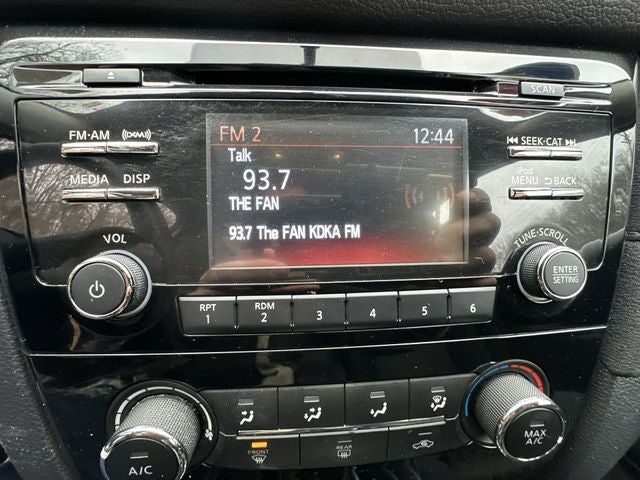 SCAN
FM·AM ((XM))
MEDIA DISP
VOL
FM 2 12:44
Talk
93.7
THE FAN
93.7 The FAN KDKA FM
SEEK·CAT
iPod
MENU BACK
TUNE·SCROLL
ENTER
SETTING
RPT
1
RDM
2
3
4
5
6
A/C
FRONT
REAR
MAX
A/C